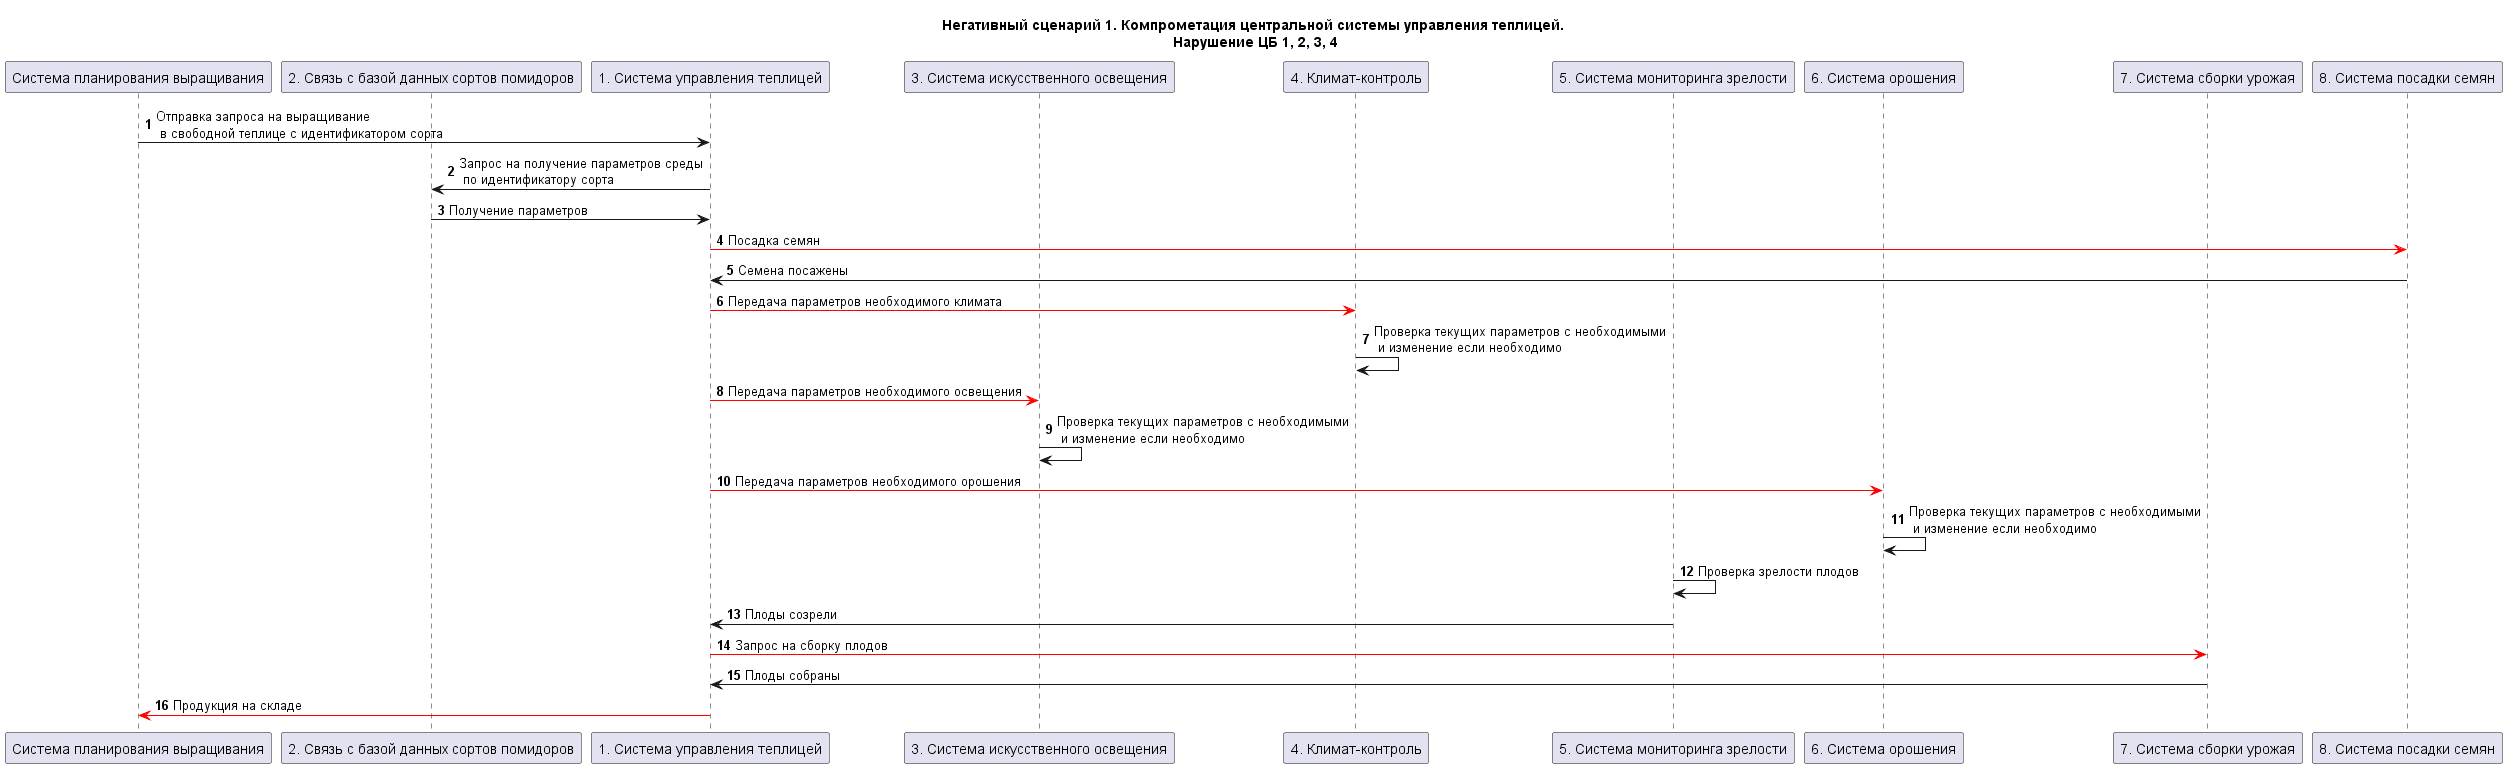 Негативный сценарий 1. Компрометация центральной системы управления теплицей.
Нарушение ЦБ 1, 2, 3, 4
Система планирования выращивания
2. Связь с базой данных сортов помидоров
1. Система управления теплицей
3. Система искусственного освещения
4. Климат-контроль
5. Система мониторинга зрелости
6. Система орошения
7. Система сборки урожая
8. Система посадки семян
1 Отправка запроса на выращивание
в свободной теплице с идентификатором сорта
2 Запрос на получение параметров среды
по идентификатору сорта
3 Получение параметров
4 Посадка семян
5 Семена посажены
6 Передача параметров необходимого климата
7 Проверка текущих параметров с необходимыми
и изменение если необходимо
8 Передача параметров необходимого освещения
9 Проверка текущих параметров с необходимыми
и изменение если необходимо
10 Передача параметров необходимого орошения
11 Проверка текущих параметров с необходимыми
и изменение если необходимо
12 Проверка зрелости плодов
13 Плоды созрели
14 Запрос на сборку плодов
15 Плоды собраны
16 Продукция на складе
Система планирования выращивания
2. Связь с базой данных сортов помидоров
1. Система управления теплицей
3. Система искусственного освещения
4. Климат-контроль
5. Система мониторинга зрелости
6. Система орошения
7. Система сборки урожая
8. Система посадки семян